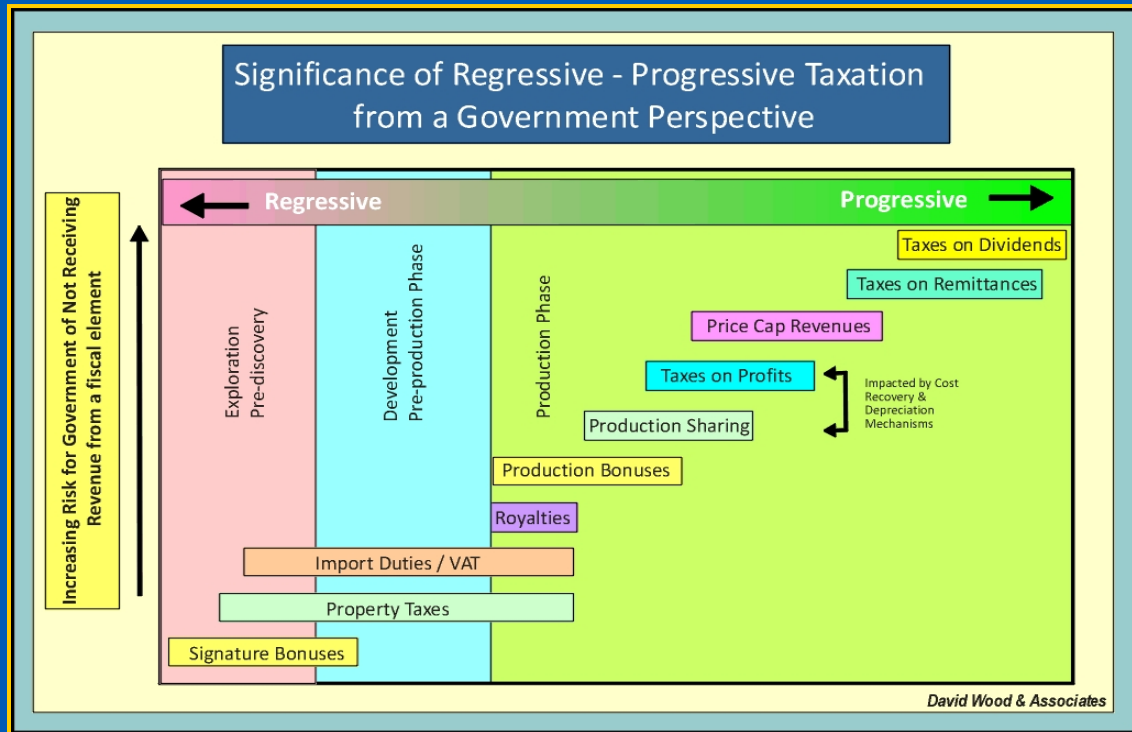 Significance of Regressive - Progressive Taxation
from a Government Perspective
Increasing Risk for Government of Not Receiving
Revenue from a fiscal element
Regressive
Progressive
Exploration
Pre-discovery
Development
Pre-production Phase
Production Phase
Taxes on Dividends
Taxes on Remittances
Price Cap Revenues
Taxes on Profits
Impacted by Cost
Recovery &
Depreciation
Mechanisms
Production Sharing
Production Bonuses
Royalties
Import Duties / VAT
Property Taxes
Signature Bonuses
David Wood & Associates